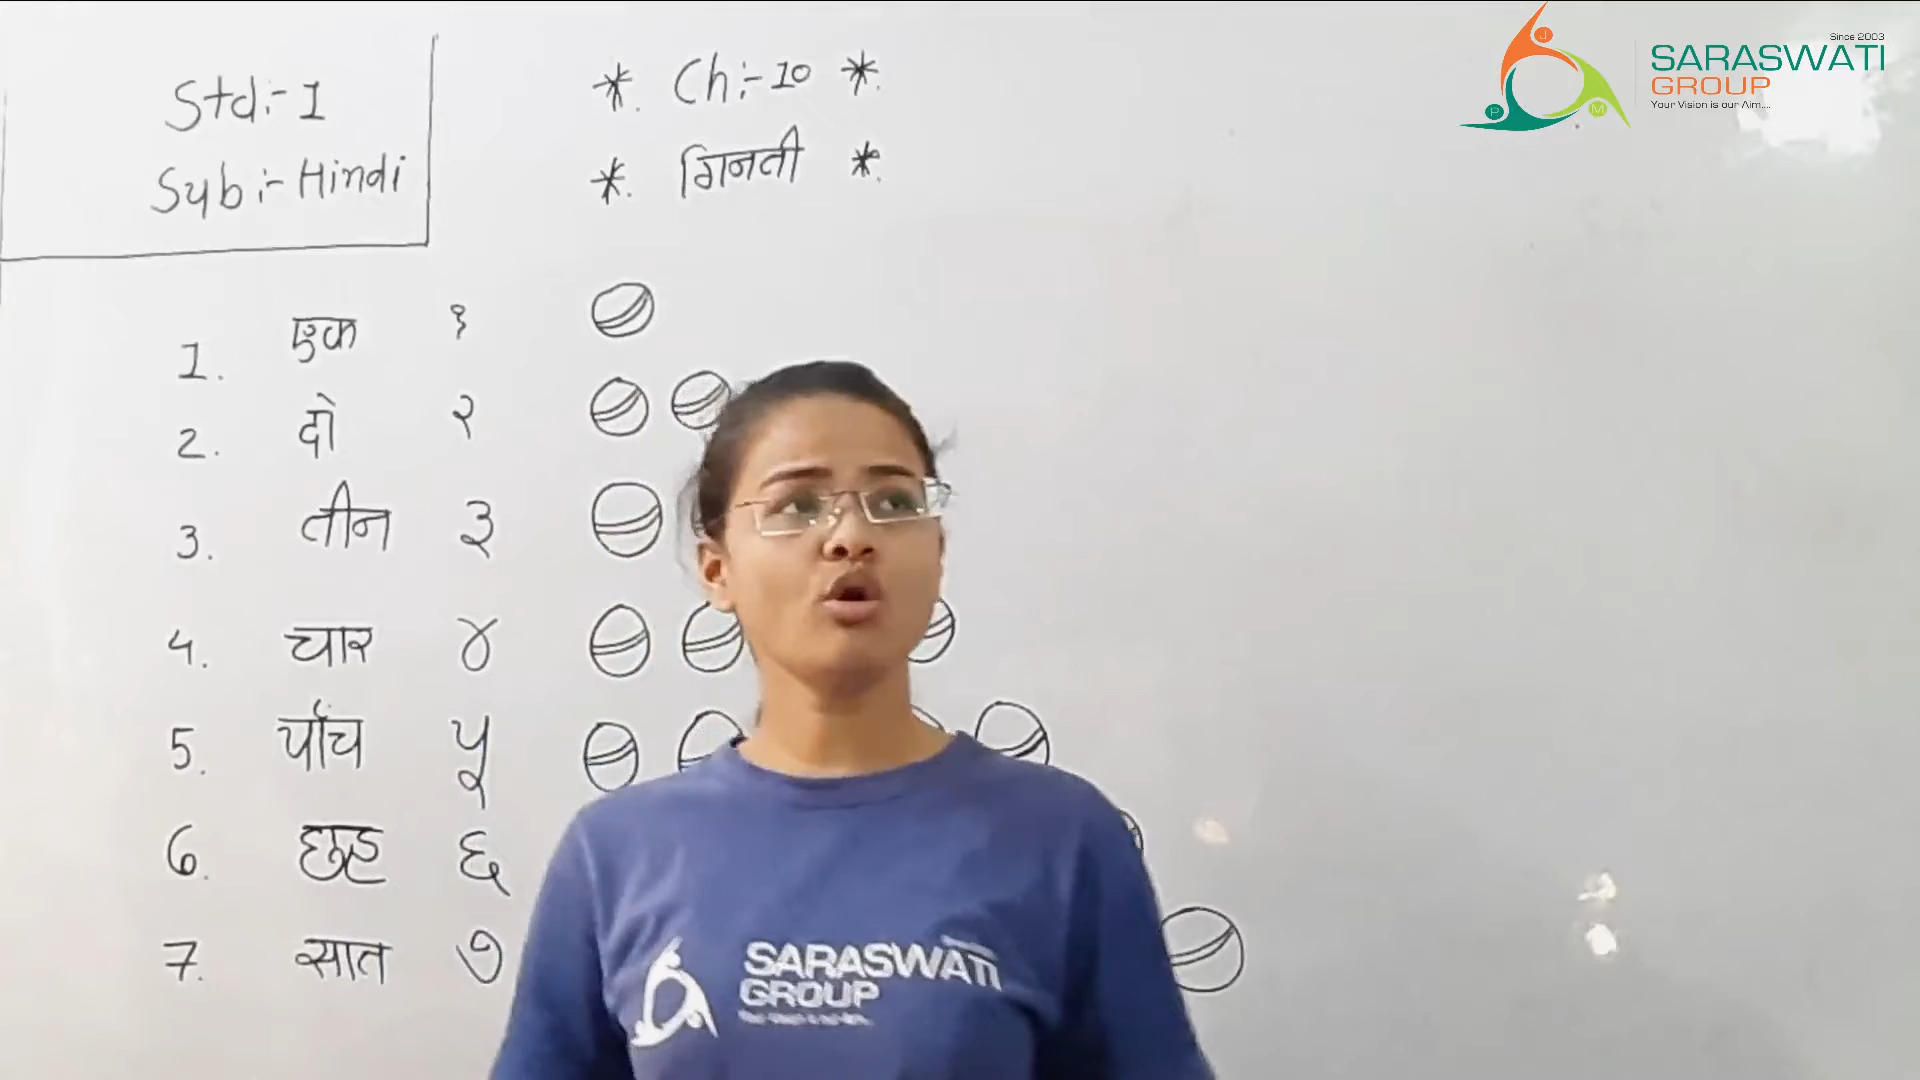 Std:- 1
Sub:- Hindi
*. Ch:- 10 *.
*. गिनती *.
1. एक १
2. दो २
3. तीन ३
4. चार ४
5. पाँच ५
6. छह ६
7. सात ७
Since 2003
SARASWATI
GROUP
Your Vision is our Aim....
J
P
M
SARASWATI
GROUP